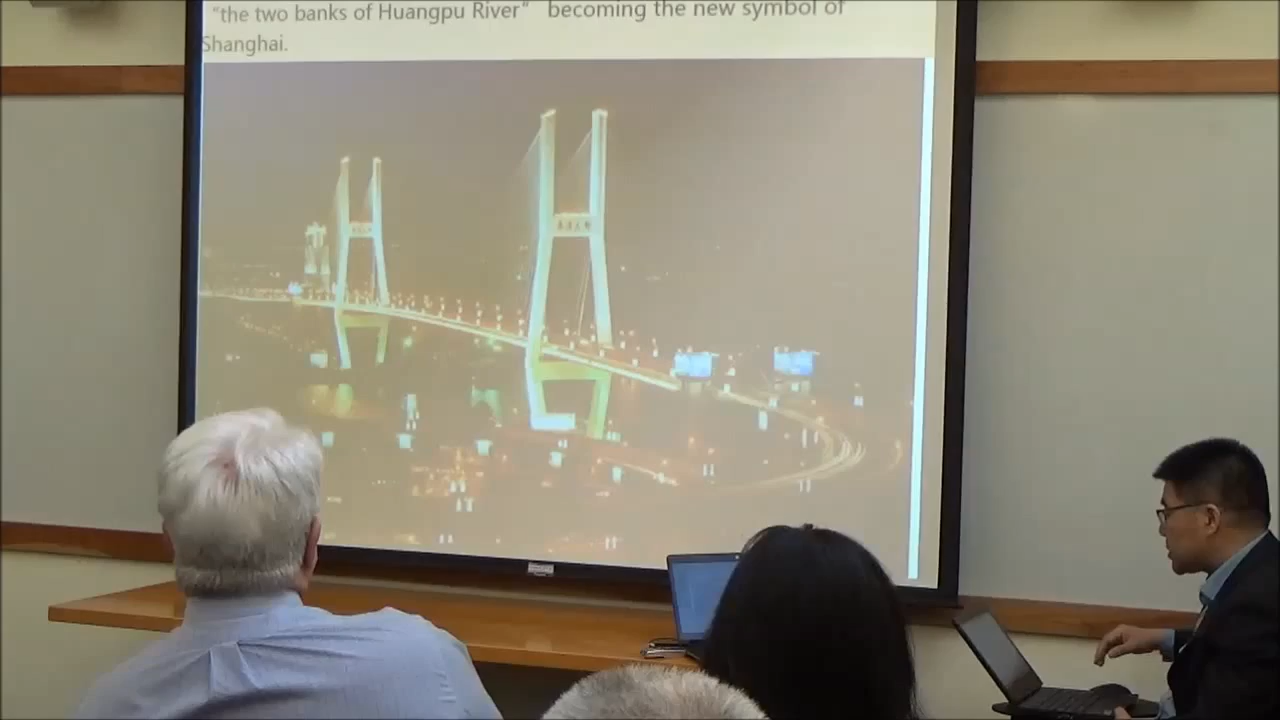 “the two banks of Huangpu River” becoming the new symbol of
Shanghai.